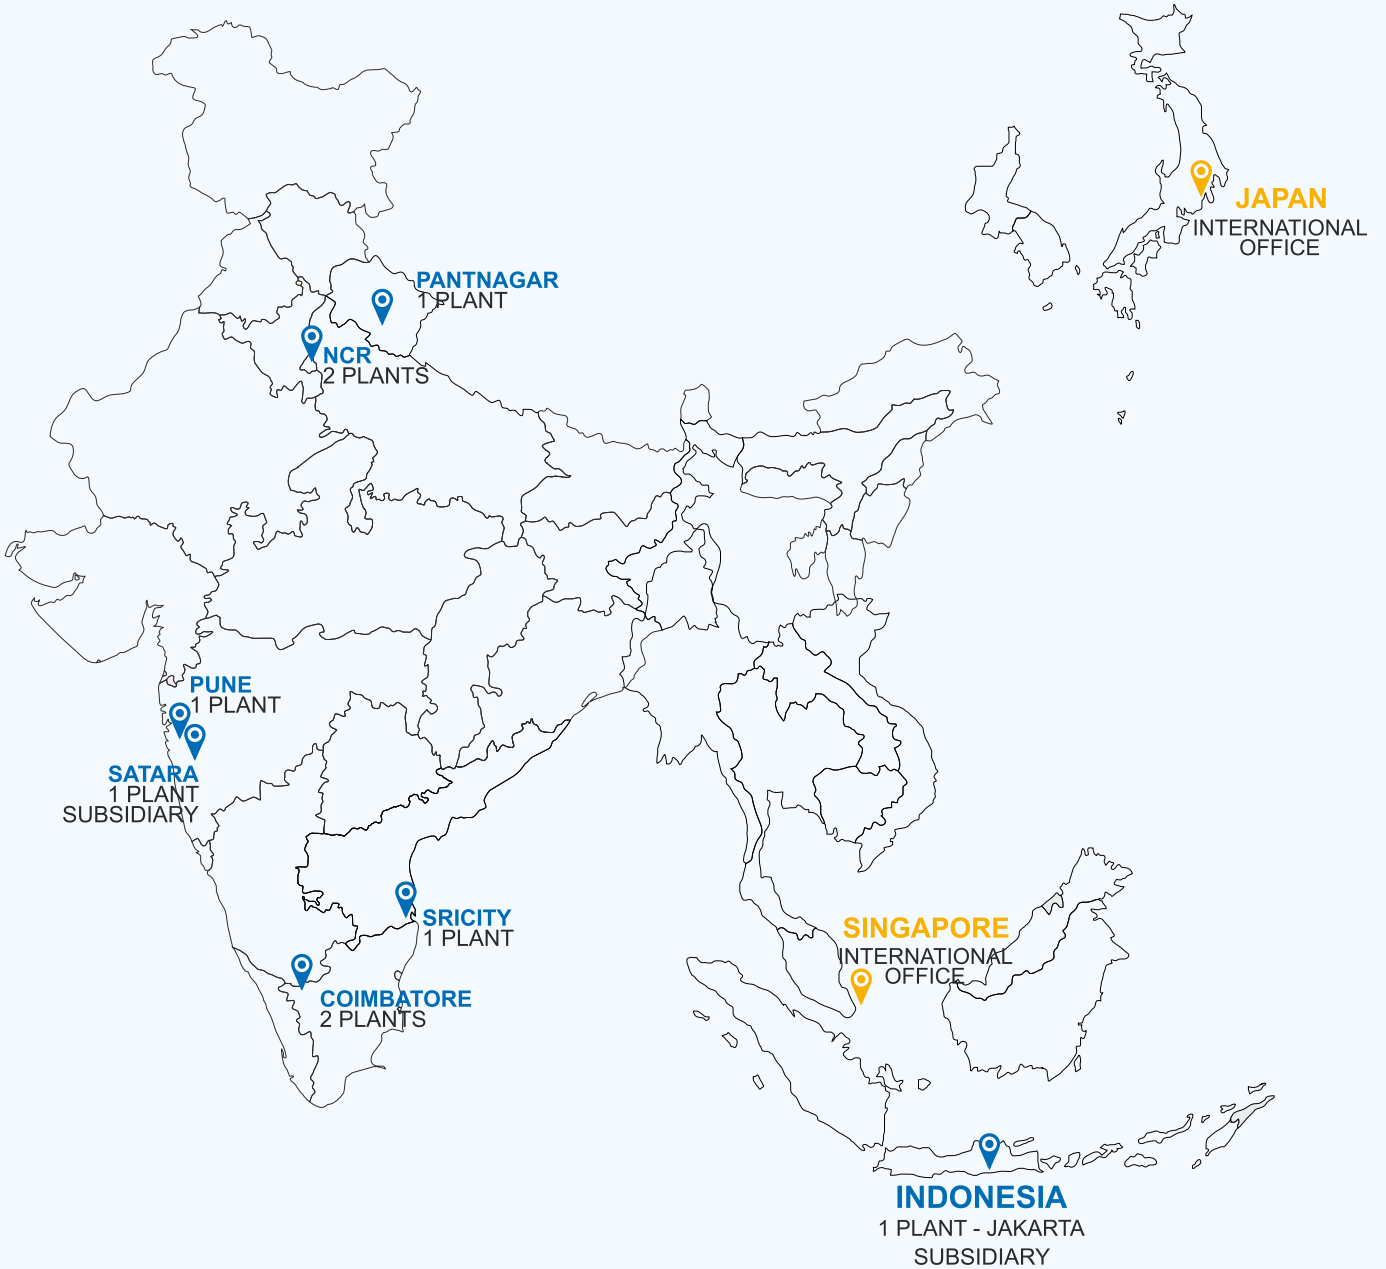 JAPAN
INTERNATIONAL
OFFICE
PANTNAGAR
1 PLANT
NCR
2 PLANTS
PUNE
1 PLANT
SATARA
1 PLANT
SUBSIDIARY
SRICITY
1 PLANT
SINGAPORE
INTERNATIONAL
OFFICE
COIMBATORE
2 PLANTS
INDONESIA
1 PLANT - JAKARTA
SUBSIDIARY